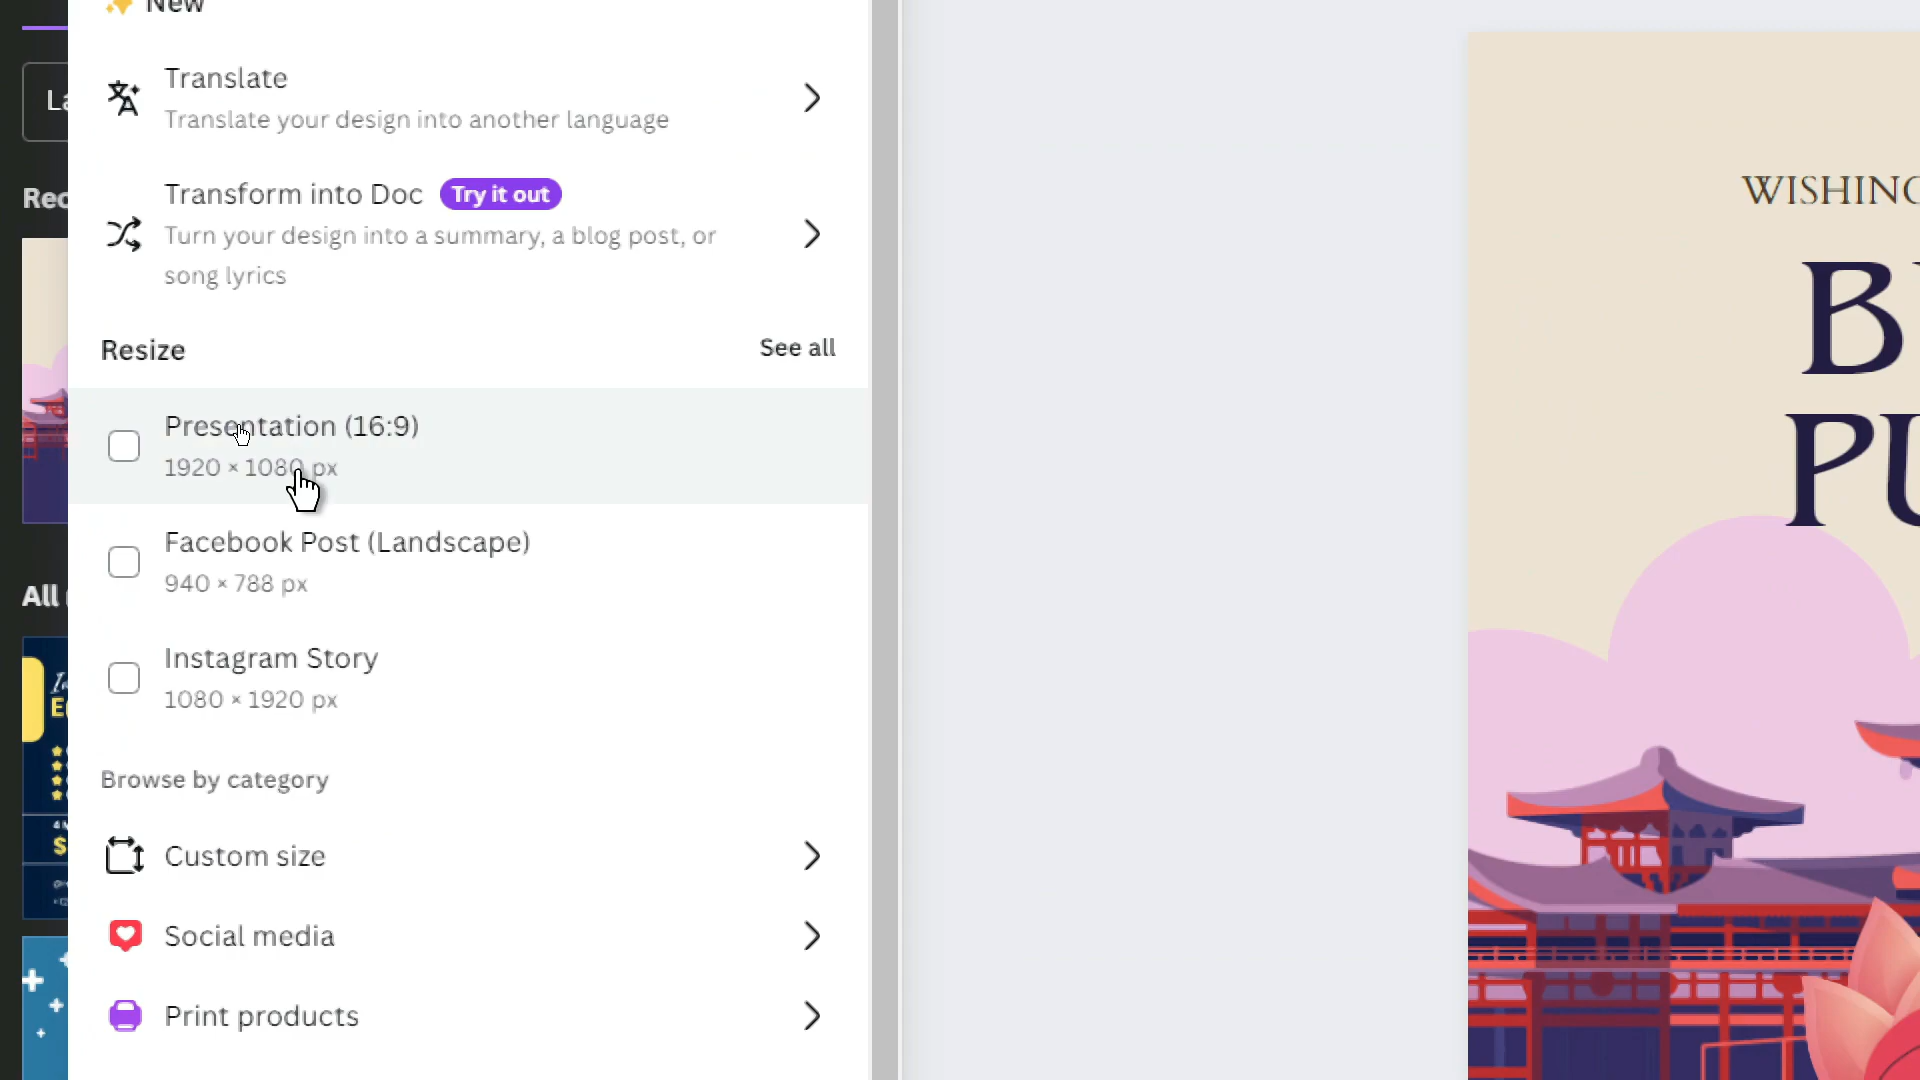 New
Translate
Translate your design into another language
Transform into Doc Try it out
Turn your design into a summary, a blog post, or
song lyrics
Resize See all
Presentation (16:9)
1920 × 1080 px
Facebook Post (Landscape)
940 × 788 px
Instagram Story
1080 × 1920 px
Browse by category
Custom size
Social media
Print products
All
WISHING